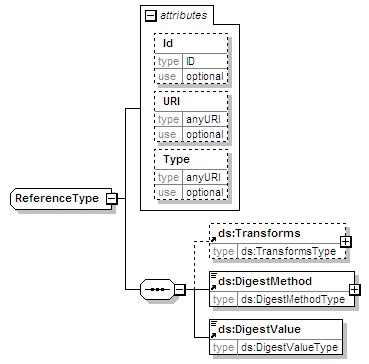 attributes
Id
type ID
use optional
URI
type anyURI
use optional
Type
type anyURI
use optional
ReferenceType
ds:Transforms
type ds:TransformsType
ds:DigestMethod
type ds:DigestMethodType
ds:DigestValue
type ds:DigestValueType